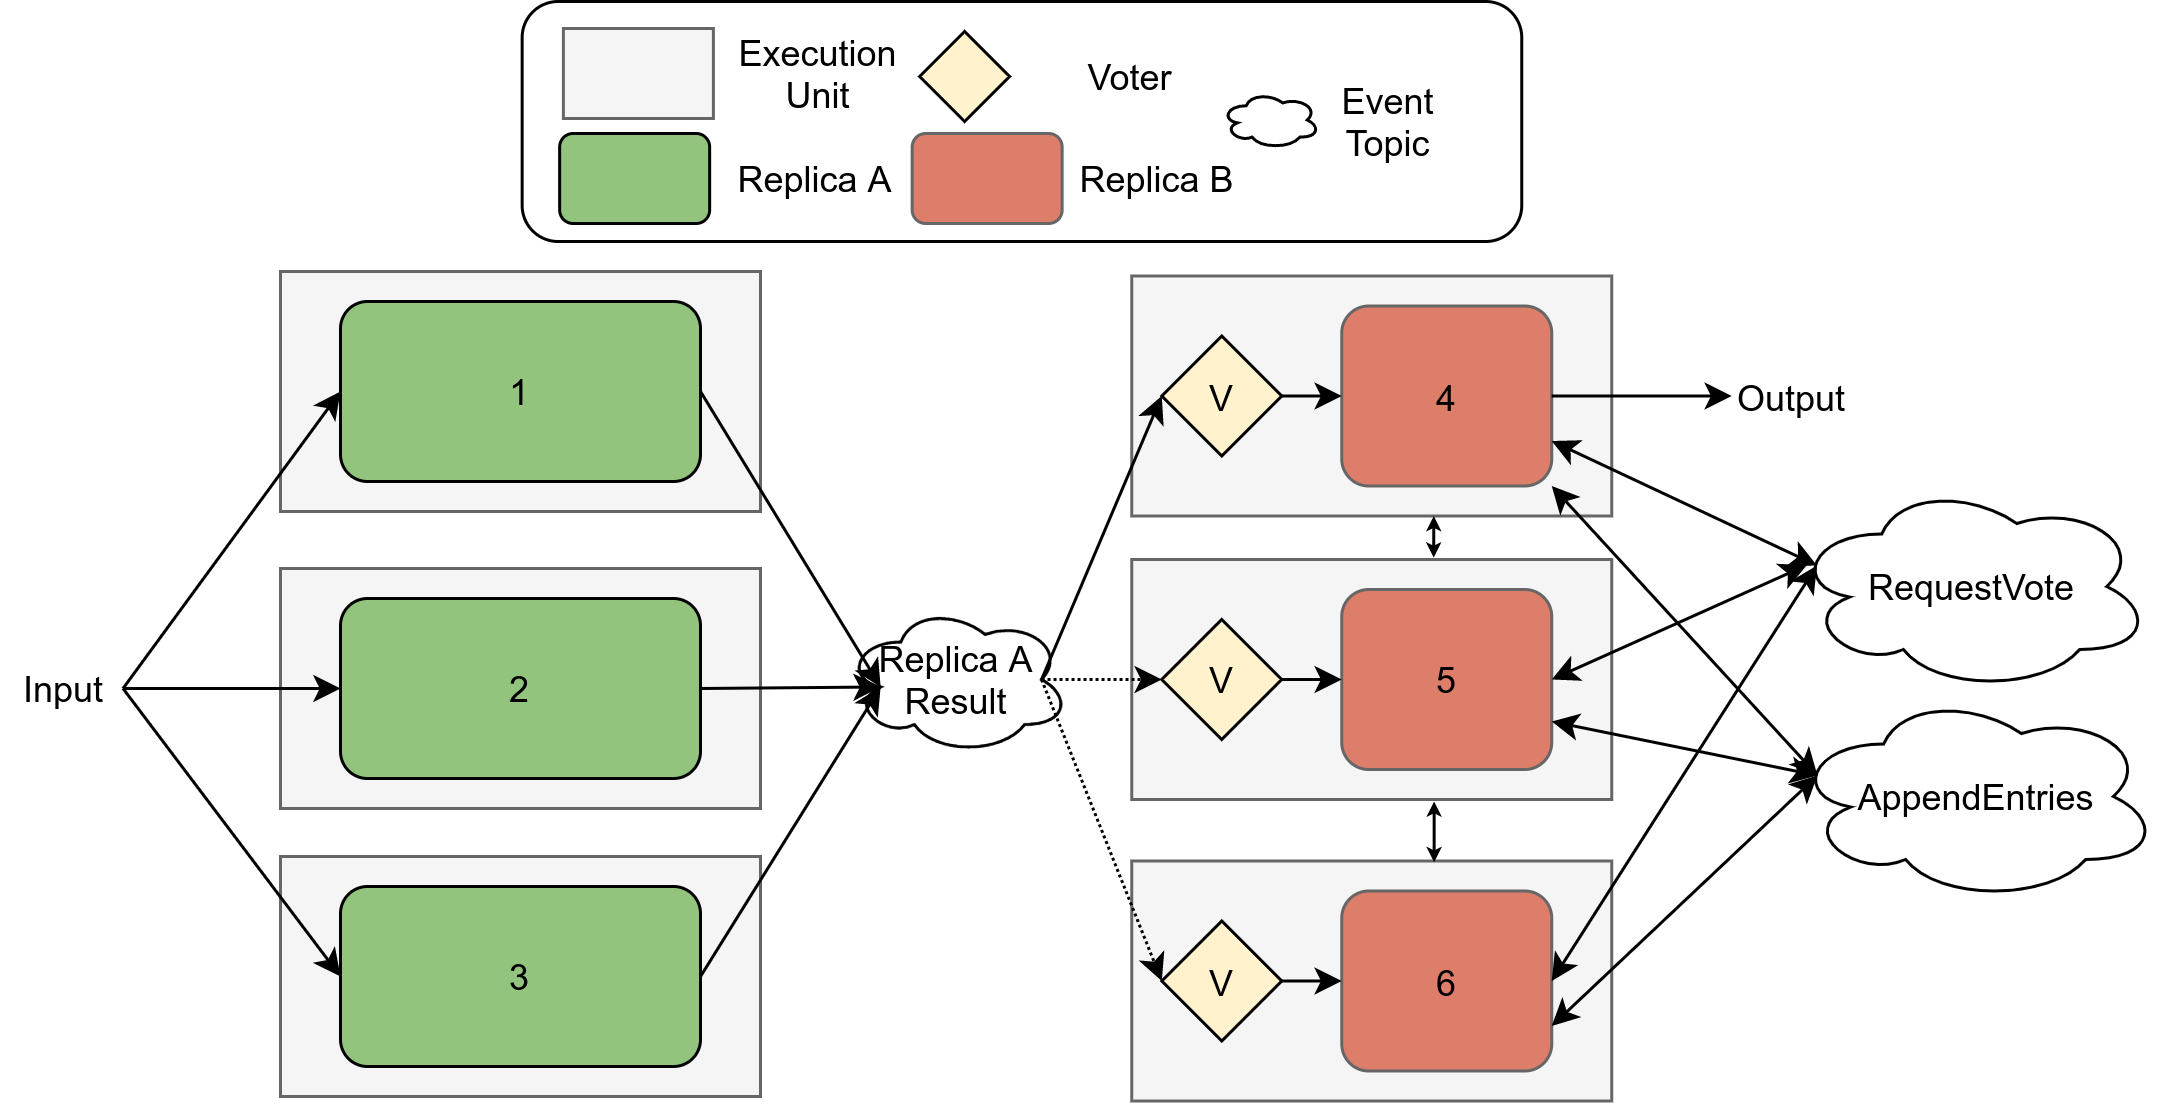 Execution
Unit
Voter
Event
Topic
Replica A
Replica B
1
V
4
Output
RequestVote
Input
2
Replica A
Result
V
5
AppendEntries
3
V
6